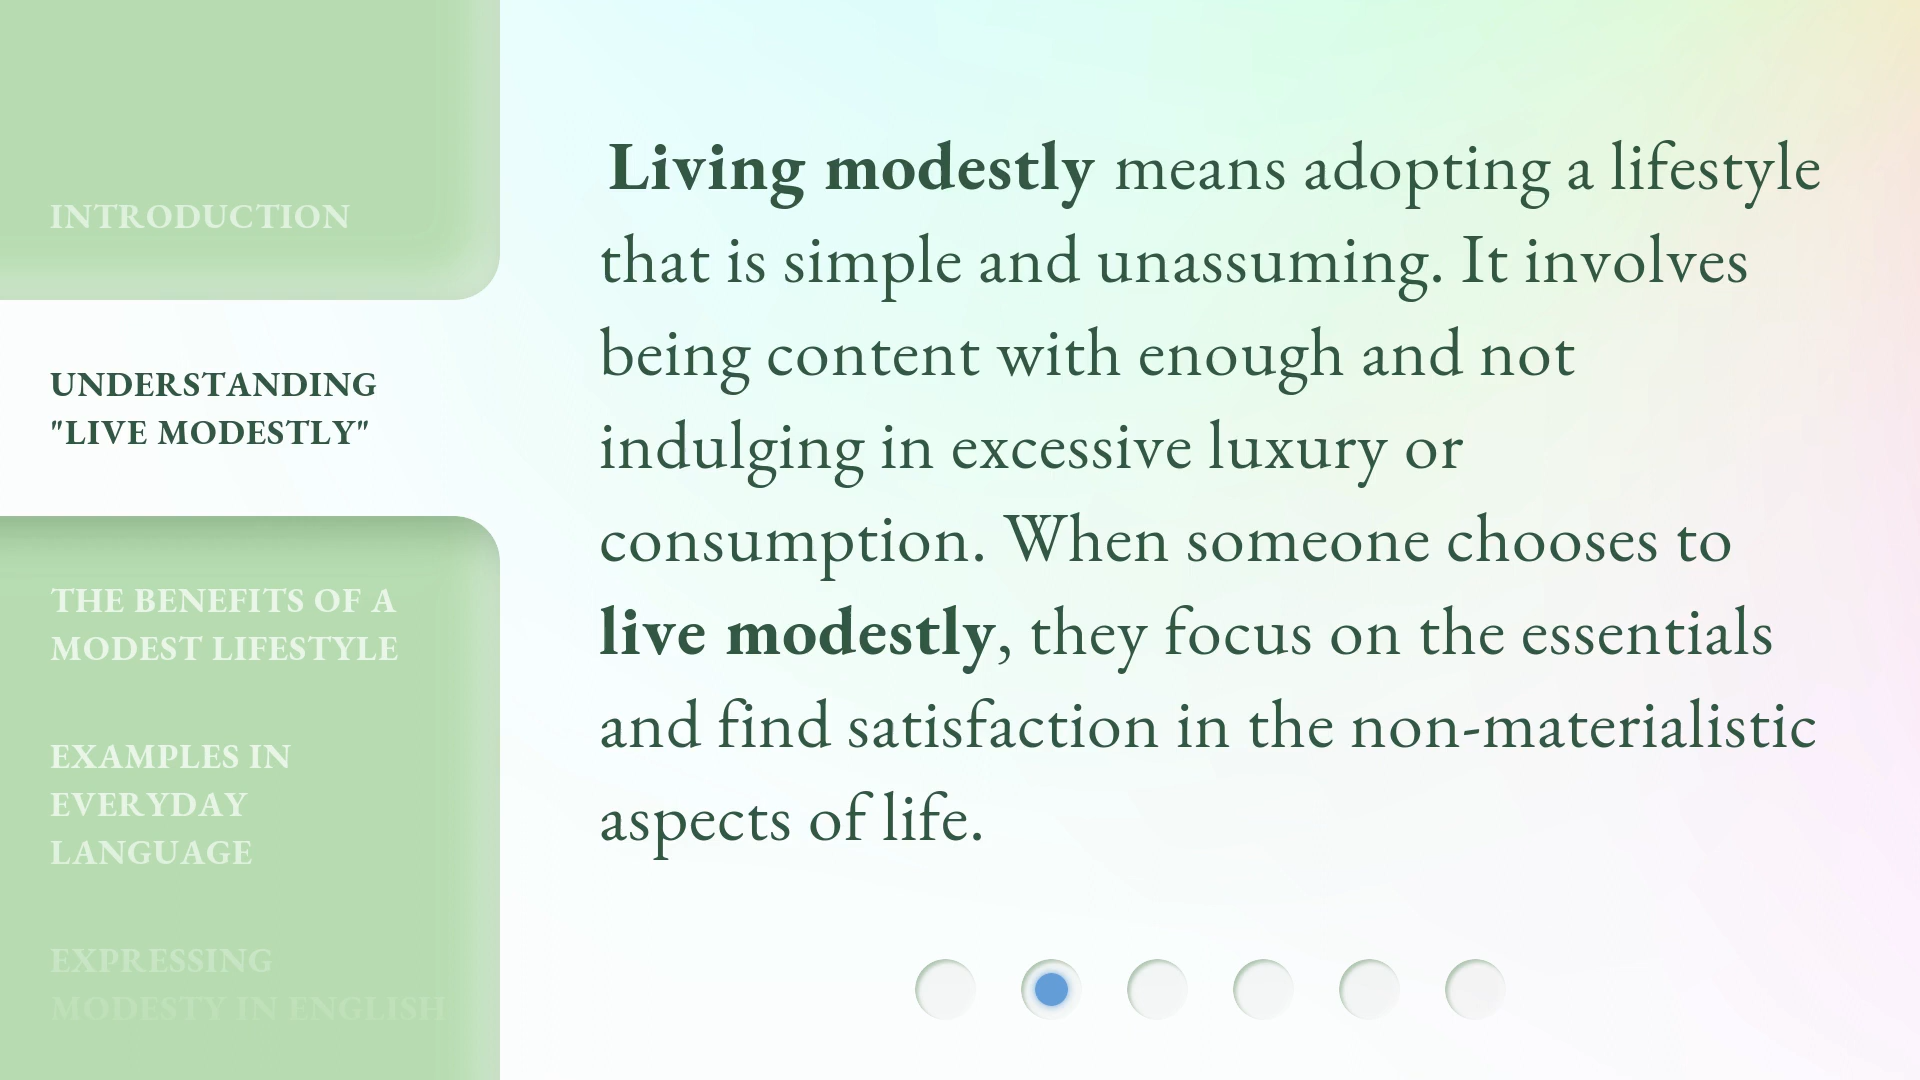 INTRODUCTION
UNDERSTANDING
"LIVE MODESTLY"
THE BENEFITS OF A
MODEST LIFESTYLE
EXAMPLES IN
EVERYDAY
LANGUAGE
EXPRESSING
MODESTY IN ENGLISH
Living modestly means adopting a lifestyle
that is simple and unassuming. It involves
being content with enough and not
indulging in excessive luxury or
consumption. When someone chooses to
live modestly, they focus on the essentials
and find satisfaction in the non-materialistic
aspects of life.